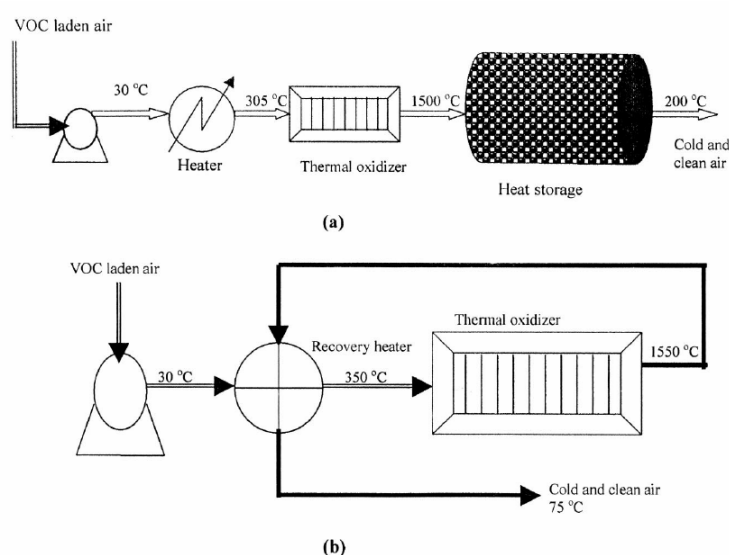 VOC laden air
30 °C
305 °C
1500 °C
200 °C
Heater
Thermal oxidizer
Cold and
clean air
Heat storage
(a)
VOC laden air
Thermal oxidizer
Recovery heater
1550 °C
30 °C
350 °C
Cold and clean air
75 °C
(b)